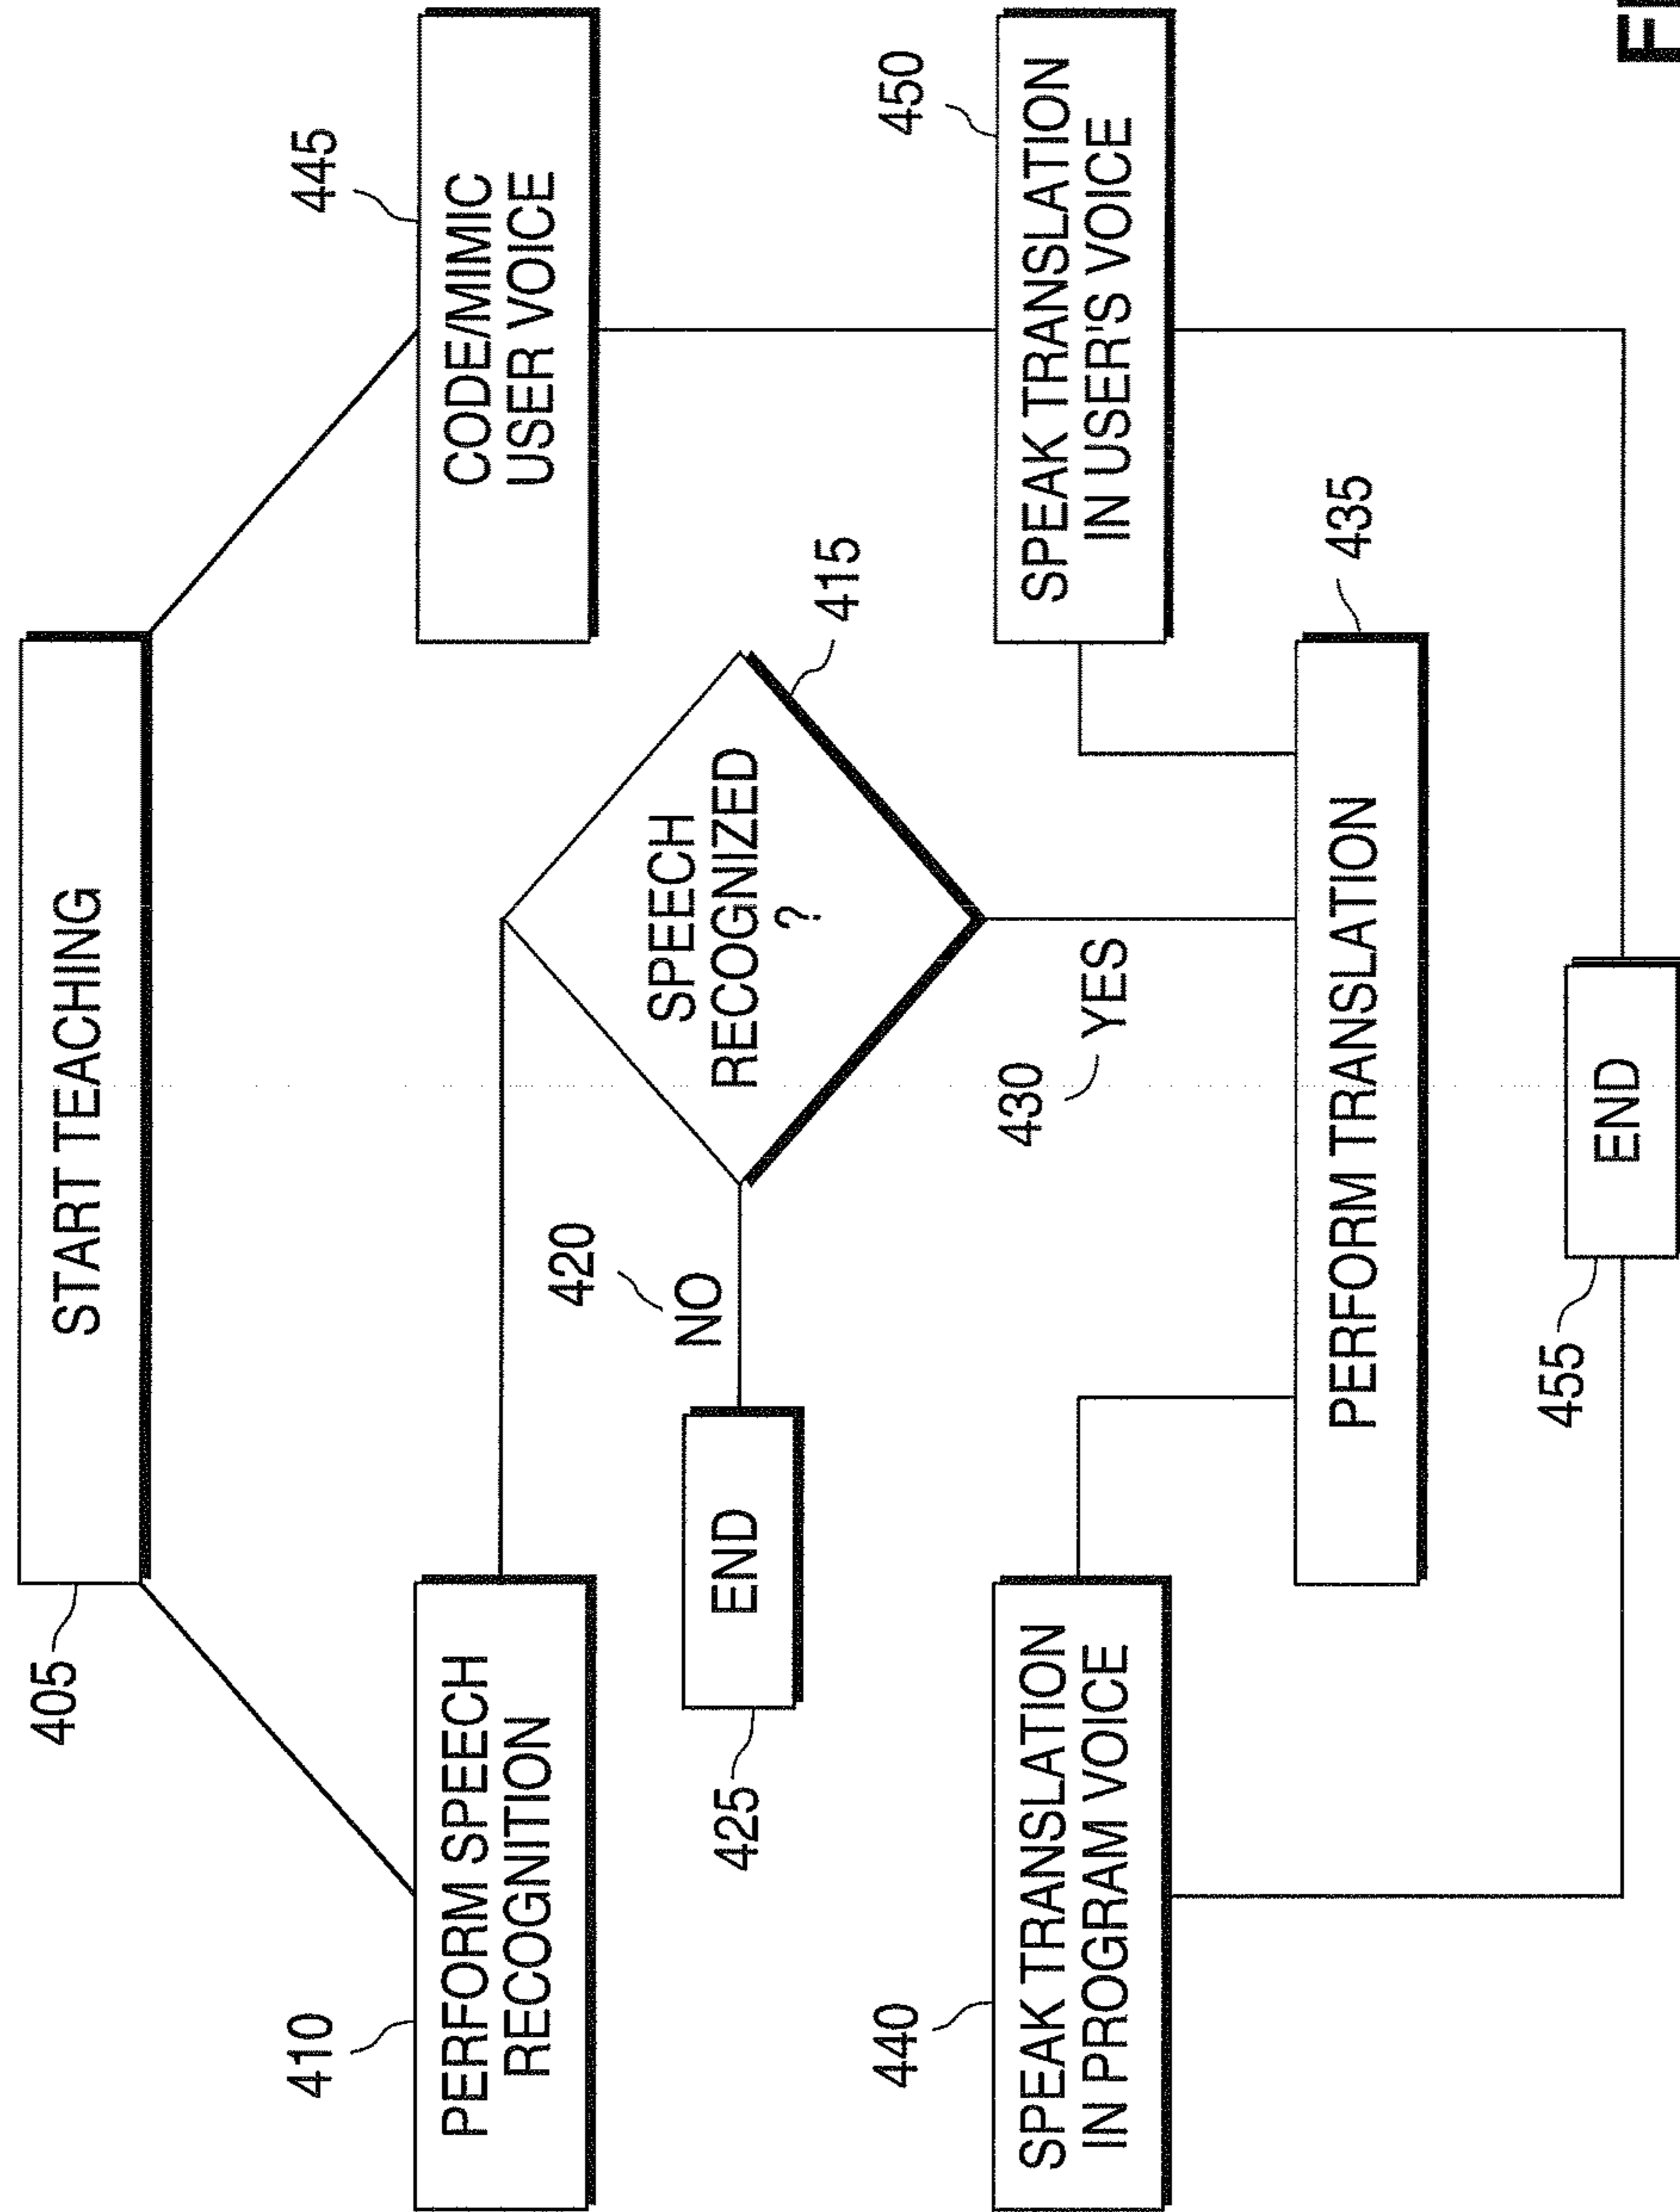 START TEACHING
405
410
PERFORM SPEECH
RECOGNITION
445
CODE/MIMIC
USER VOICE
SPEECH
RECOGNIZED
?
415
420
NO
END
425
430
YES
440
SPEAK TRANSLATION
IN PROGRAM VOICE
450
SPEAK TRANSLATION
IN USER'S VOICE
435
PERFORM TRANSLATION
455
END